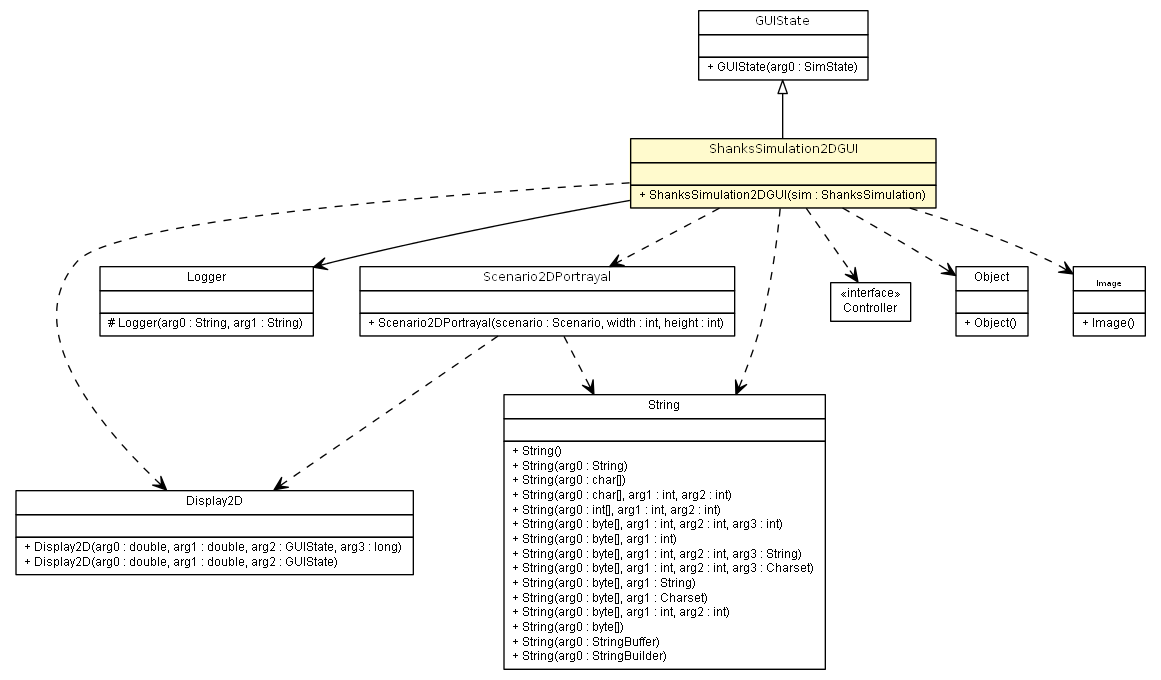 GUIState
+ GUIState(arg0 : SimState)
ShanksSimulation2DGUI
+ ShanksSimulation2DGUI(sim : ShanksSimulation)
Logger
# Logger(arg0 : String, arg1 : String)
Scenario2DPortrayal
+ Scenario2DPortrayal(scenario : Scenario, width : int, height : int)
«interface»
Controller
Object
+ Object()
Image
+ Image()
String
+ String()
+ String(arg0 : String)
+ String(arg0 : char[])
+ String(arg0 : char[], arg1 : int, arg2 : int)
+ String(arg0 : int[], arg1 : int, arg2 : int)
+ String(arg0 : byte[], arg1 : int, arg2 : int, arg3 : int)
+ String(arg0 : byte[], arg1 : int)
+ String(arg0 : byte[], arg1 : int, arg2 : int, arg3 : String)
+ String(arg0 : byte[], arg1 : int, arg2 : int, arg3 : Charset)
+ String(arg0 : byte[], arg1 : String)
+ String(arg0 : byte[], arg1 : Charset)
+ String(arg0 : byte[], arg1 : int, arg2 : int)
+ String(arg0 : byte[])
+ String(arg0 : StringBuffer)
+ String(arg0 : StringBuilder)
Display2D
+ Display2D(arg0 : double, arg1 : double, arg2 : GUIState, arg3 : long)
+ Display2D(arg0 : double, arg1 : double, arg2 : GUIState)